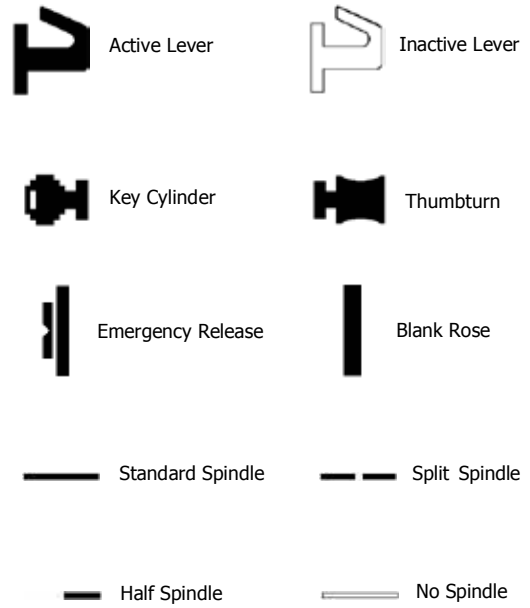 Active Lever
Inactive Lever
Key Cylinder
Thumbturn
Emergency Release
Blank Rose
Standard Spindle
Split Spindle
Half Spindle
No Spindle